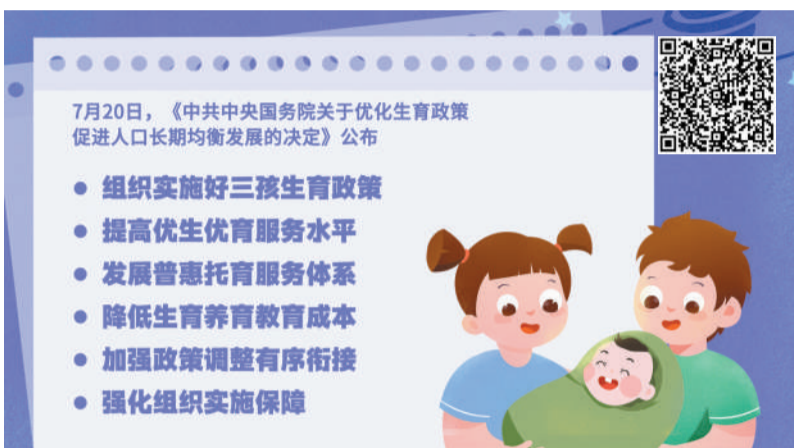 7月20日，《中共中央国务院关于优化生育政策
促进人口长期均衡发展的决定》公布
● 组织实施好三孩生育政策
● 提高优生优育服务水平
● 发展普惠托育服务体系
● 降低生育养育教育成本
● 加强政策调整有序衔接
● 强化组织实施保障